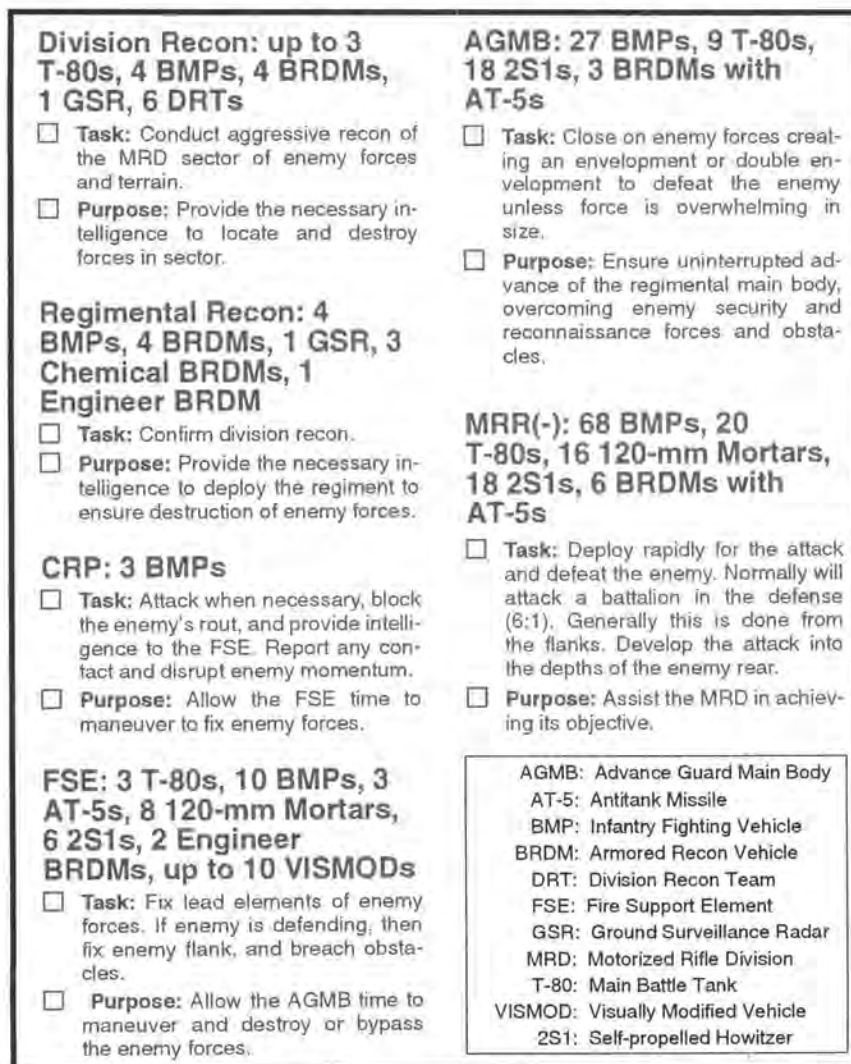 Division Recon: up to 3
T-80s, 4 BMPs, 4 BRDMs,
1 GSR, 6 DRTs
Task: Conduct aggressive recon of
the MRD sector of enemy forces
and terrain.
Purpose: Provide the necessary in-
telligence to locate and destroy
forces in sector.
Regimental Recon: 4
BMPs, 4 BRDMs, 1 GSR, 3
Chemical BRDMs, 1
Engineer BRDM
Task: Confirm division recon.
Purpose: Provide the necessary in-
telligence to deploy the regiment to
ensure destruction of enemy forces.
CRP: 3 BMPs
Task: Attack when necessary, block
the enemy's rout, and provide intelli-
gence to the FSE. Report any con-
tact and disrupt enemy momentum.
Purpose: Allow the FSE time to
maneuver to fix enemy forces.
FSE: 3 T-80s, 10 BMPs, 3
AT-5s, 8 120-mm Mortars,
6 2S1s, 2 Engineer
BRDMs, up to 10 VISMODs
Task: Fix lead elements of enemy
forces. If enemy is defending, then
fix enemy flank, and breach obsta-
cles.
Purpose: Allow the AGMB time to
maneuver and destroy or bypass
the enemy forces.
AGMB: 27 BMPs, 9 T-80s,
18 2S1s, 3 BRDMs with
AT-5s
Task: Close on enemy forces creat-
ing an envelopment or double en-
velopment to defeat the enemy
unless force is overwhelming in
size.
Purpose: Ensure uninterrupted ad-
vance of the regimental main body,
overcoming enemy security and
reconnaissance forces and obsta-
cles.
MRR(-): 68 BMPs, 20
T-80s, 16 120-mm Mortars,
18 2S1s, 6 BRDMs with
AT-5s
Task: Deploy rapidly for the attack
and defeat the enemy. Normally will
attack a battalion in the defense
(6:1). Generally this is done from
the flanks. Develop the attack into
the depths of the enemy rear.
Purpose: Assist the MRD in achiev-
ing its objective.
AGMB: Advance Guard Main Body
AT-5: Antitank Missile
BMP: Infantry Fighting Vehicle
BRDM: Armored Recon Vehicle
DRT: Division Recon Team
FSE: Fire Support Element
GSR: Ground Surveillance Radar
MRD: Motorized Rifle Division
T-80: Main Battle Tank
VISMOD: Visually Modified Vehicle
2S1: Self-propelled Howitzer